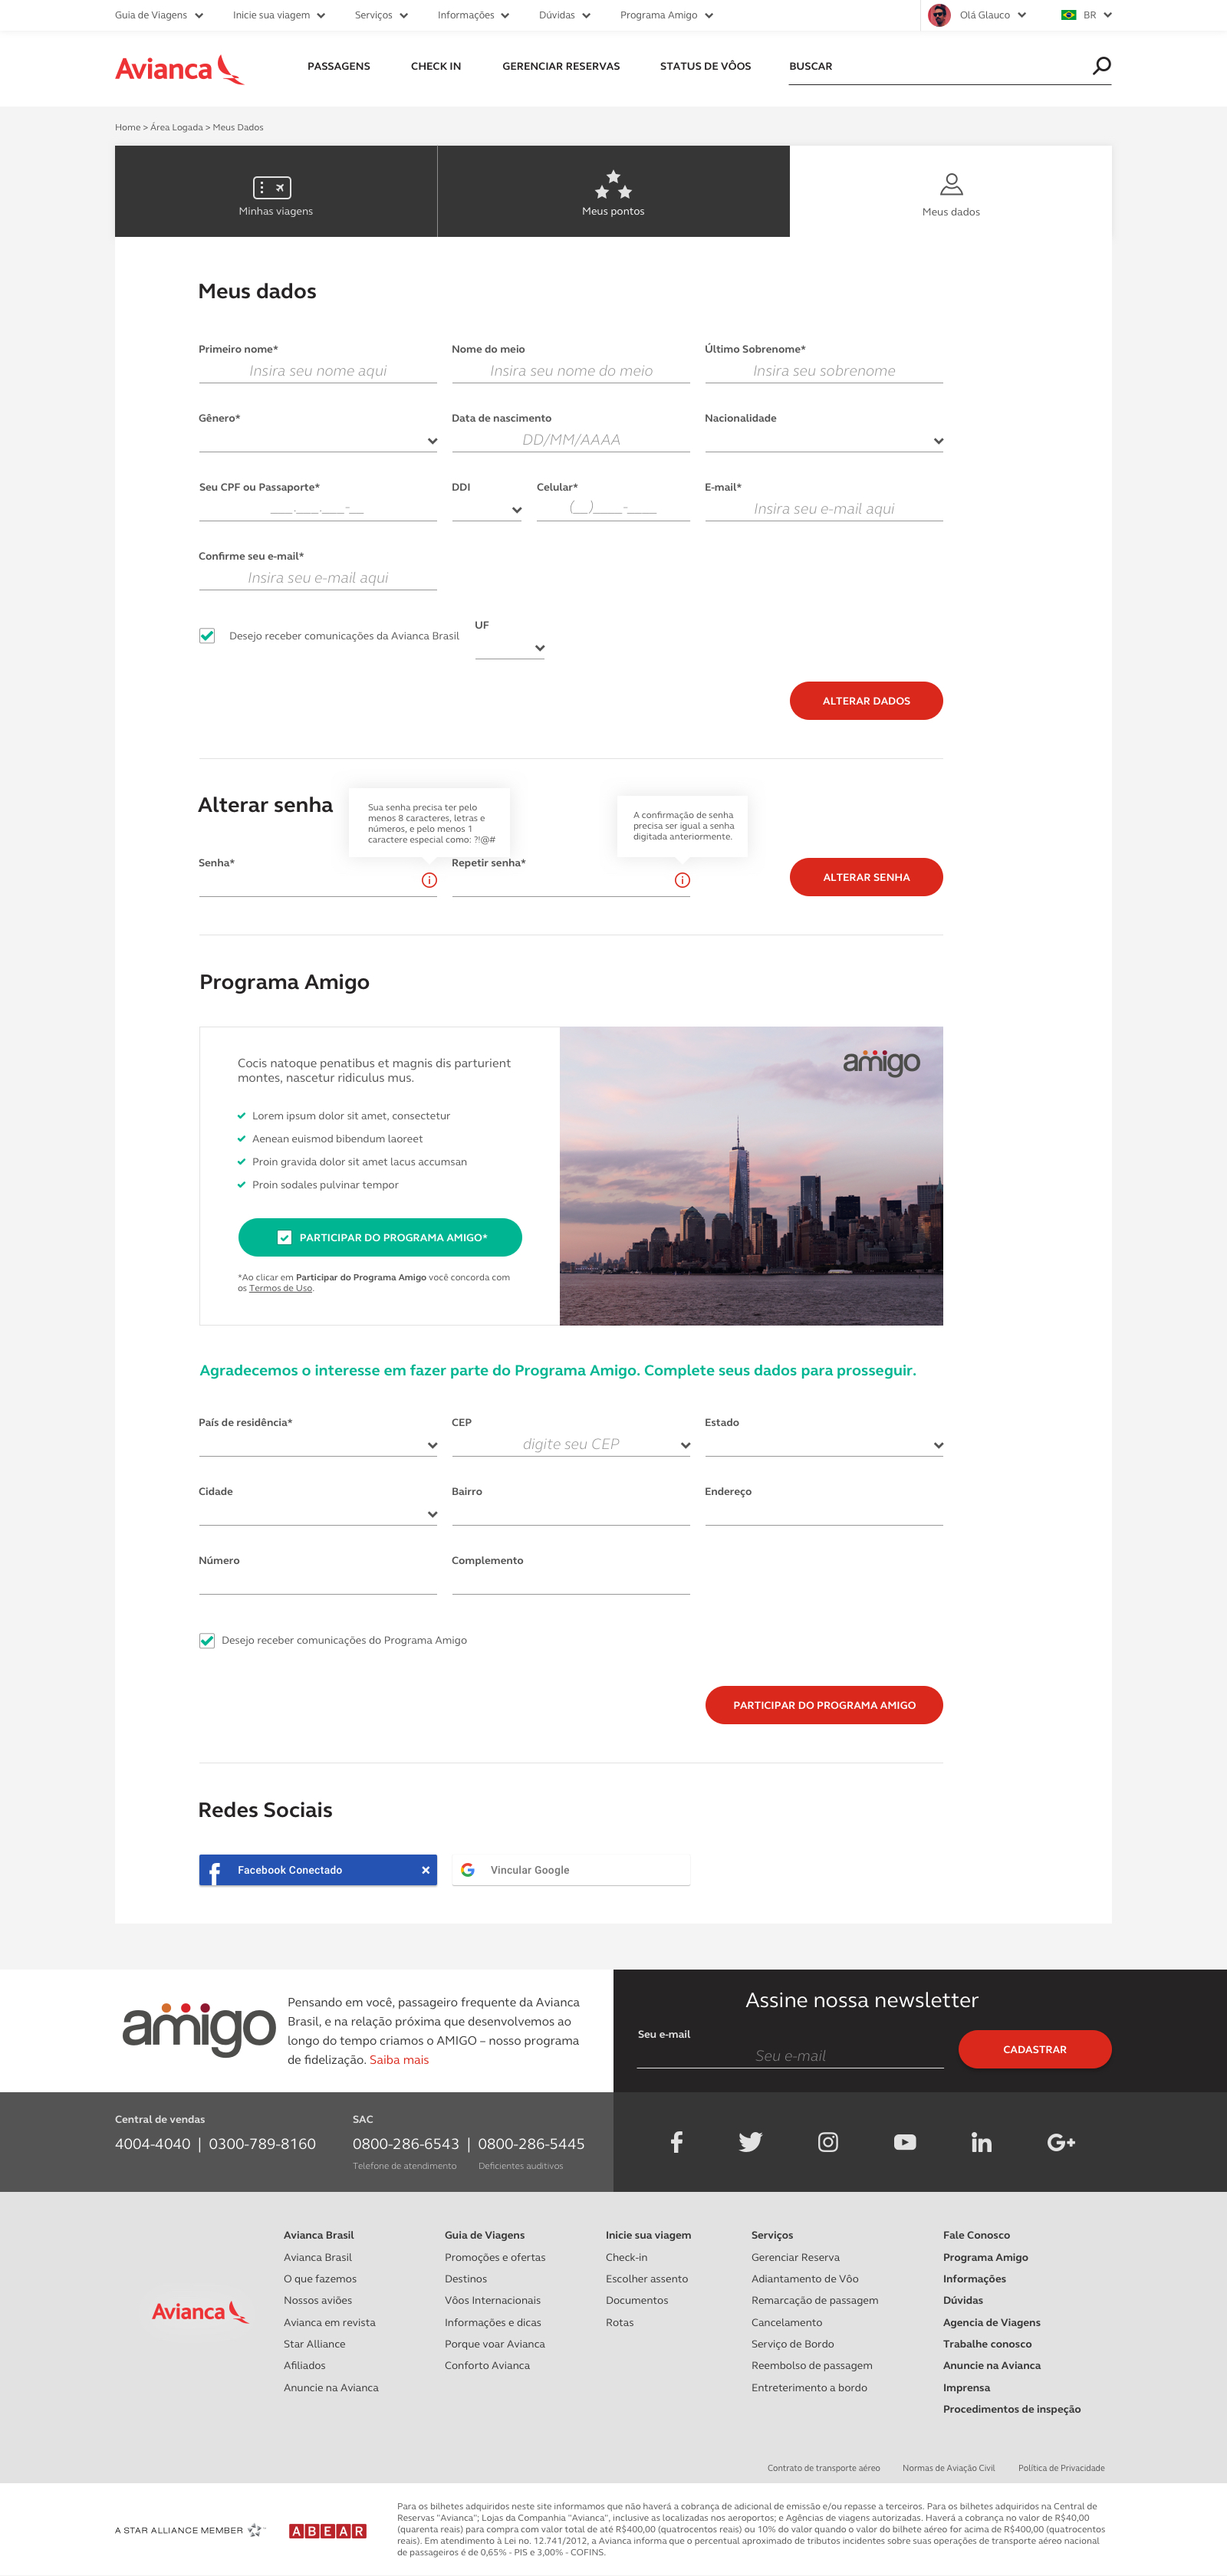 Guia de Viagens Inicie sua viagem Serviços Informações Dúvidas Programa Amigo Olá Glauco BR
Avianca PASSAGENS CHECK IN GERENCIAR RESERVAS STATUS DE VÔOS BUSCAR
Home > Área Logada > Meus Dados
Minhas viagens Meus pontos Meus dados
Meus dados
Primeiro nome* Nome do meio Último Sobrenome*
Insira seu nome aqui Insira seu nome do meio Insira seu sobrenome
Gênero* Data de nascimento Nacionalidade
DD/MM/AAAA
Seu CPF ou Passaporte* DDI Celular* E-mail*
___.___.___-__ (__)____-____ Insira seu e-mail aqui
Confirme seu e-mail*
Insira seu e-mail aqui
UF
Desejo receber comunicações da Avianca Brasil
ALTERAR DADOS
Alterar senha
Sua senha precisa ter pelo
menos 8 caracteres, letras e
números, e pelo menos 1
caractere especial como: ?!@#
A confirmação de senha
precisa ser igual a senha
digitada anteriormente.
Senha* Repetir senha*
ALTERAR SENHA
Programa Amigo
Cocis natoque penatibus et magnis dis parturient
montes, nascetur ridiculus mus.
Lorem ipsum dolor sit amet, consectetur
Aenean euismod bibendum laoreet
Proin gravida dolor sit amet lacus accumsan
Proin sodales pulvinar tempor
PARTICIPAR DO PROGRAMA AMIGO*
*Ao clicar em Participar do Programa Amigo você concorda com
os Termos de Uso.
amigo
Agradecemos o interesse em fazer parte do Programa Amigo. Complete seus dados para prosseguir.
País de residência* CEP Estado
digite seu CEP
Cidade Bairro Endereço
Número Complemento
Desejo receber comunicações do Programa Amigo
PARTICIPAR DO PROGRAMA AMIGO
Redes Sociais
Facebook Conectado Vincular Google
amigo
Pensando em você, passageiro frequente da Avianca
Brasil, e na relação próxima que desenvolvemos ao
longo do tempo criamos o AMIGO – nosso programa
de fidelização. Saiba mais
Assine nossa newsletter
Seu e-mail
Seu e-mail
CADASTRAR
Central de vendas SAC
4004-4040 | 0300-789-8160 0800-286-6543 | 0800-286-5445
Telefone de atendimento Deficientes auditivos
Avianca
Avianca Brasil
Avianca Brasil
O que fazemos
Nossos aviões
Avianca em revista
Star Alliance
Afiliados
Anuncie na Avianca
Guia de Viagens
Promoções e ofertas
Destinos
Vôos Internacionais
Informações e dicas
Porque voar Avianca
Conforto Avianca
Inicie sua viagem
Check-in
Escolher assento
Documentos
Rotas
Serviços
Gerenciar Reserva
Adiantamento de Vôo
Remarcação de passagem
Cancelamento
Serviço de Bordo
Reembolso de passagem
Entreterimento a bordo
Fale Conosco
Programa Amigo
Informações
Dúvidas
Agencia de Viagens
Trabalhe conosco
Anuncie na Avianca
Imprensa
Procedimentos de inspeção
Contrato de transporte aéreo Normas de Aviação Civil Política de Privacidade
A STAR ALLIANCE MEMBER
ABEAR
Para os bilhetes adquiridos neste site informamos que não haverá a cobrança de adicional de emissão e/ou repasse a terceiros. Para os bilhetes adquiridos na Central de
Reservas "Avianca"; Lojas da Companhia "Avianca", inclusive as localizadas nos aeroportos; e Agências de viagens autorizadas. Haverá a cobrança no valor de R$40,00
(quarenta reais) para compra com valor total de até R$400,00 (quatrocentos reais) ou 10% do valor quando o valor do bilhete aéreo for acima de R$400,00 (quatrocentos
reais). Em atendimento à Lei no. 12.741/2012, a Avianca informa que o percentual aproximado de tributos incidentes sobre suas operações de transporte aéreo nacional
de passageiros é de 0,65% - PIS e 3,00% - COFINS.